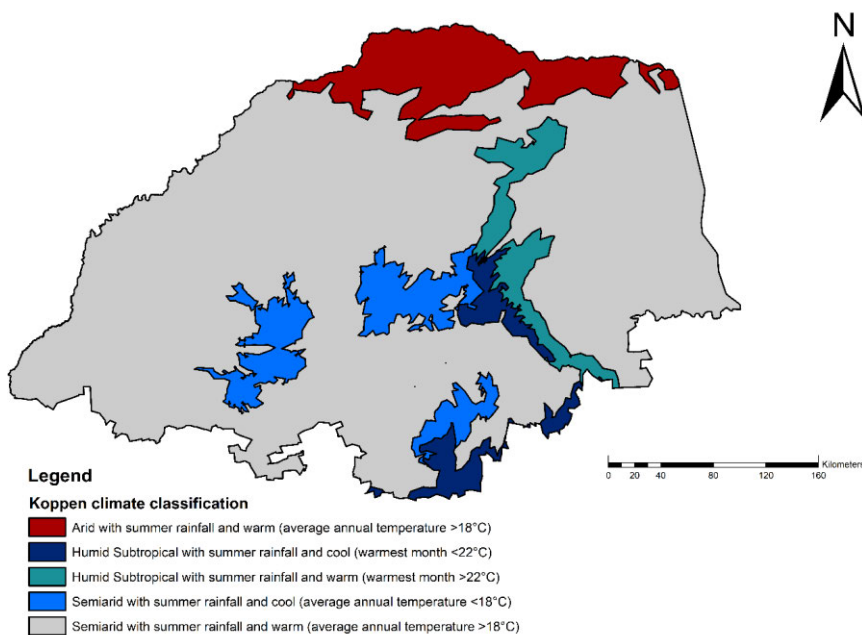 N
Kilometers
0 20 40 80 120 160
Legend
Koppen climate classification
Arid with summer rainfall and warm (average annual temperature >18°C)
Humid Subtropical with summer rainfall and cool (warmest month <22°C)
Humid Subtropical with summer rainfall and warm (warmest month >22°C)
Semiarid with summer rainfall and cool (average annual temperature <18°C)
Semiarid with summer rainfall and warm (average annual temperature >18°C)